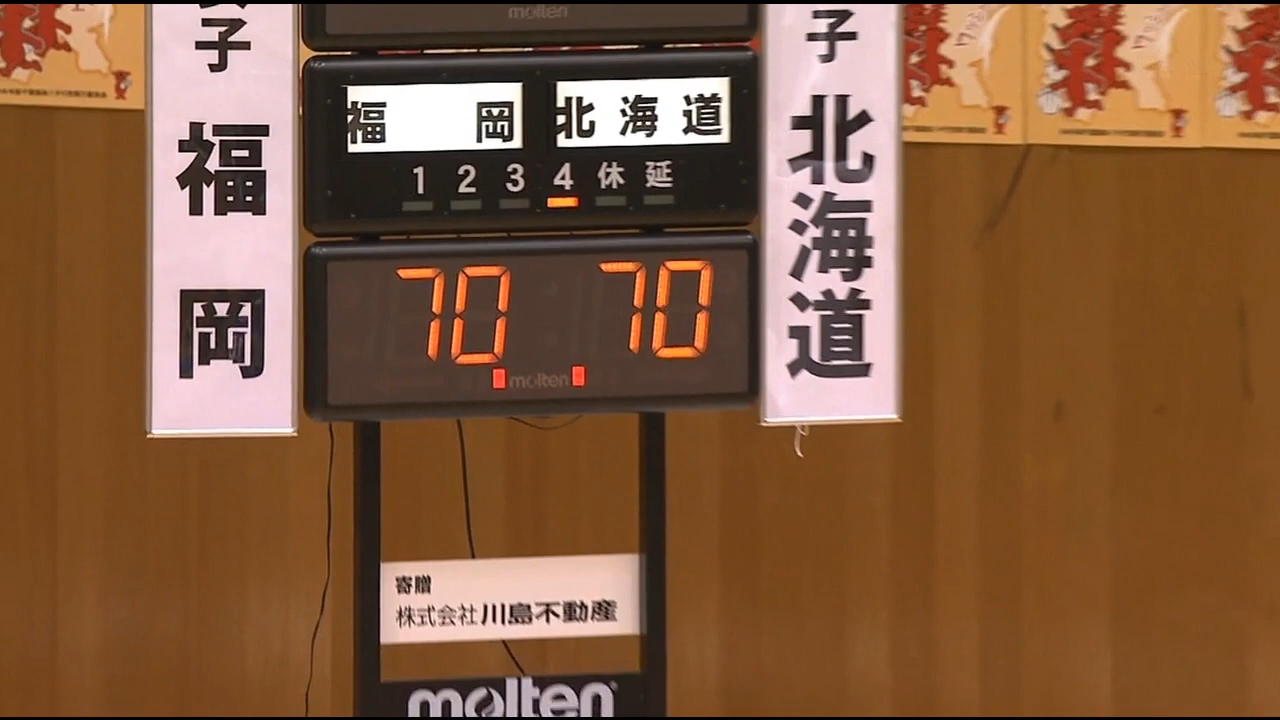 molten
子
福岡
子
北海道
福岡 北海道
1 2 3 4 休 延
70 70
molten
寄贈
株式会社川島不動産
molten